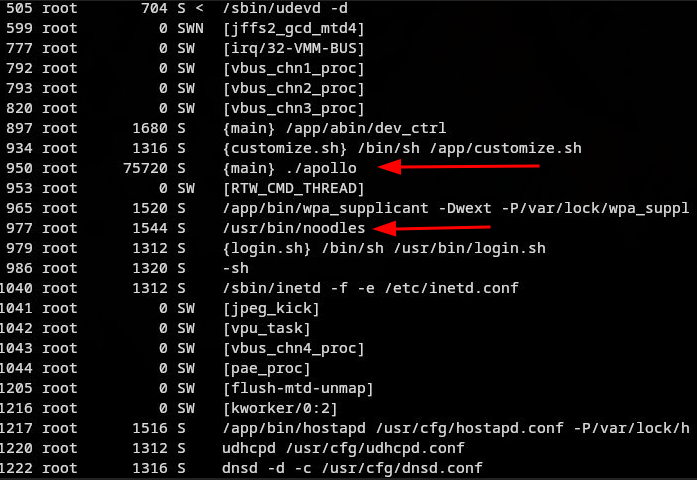 505 root 704 S < /sbin/udevd -d
599 root 0 SWN [jffs2_gcd_mtd4]
777 root 0 SW [irq/32-VMM-BUS]
792 root 0 SW [vbus_chn1_proc]
793 root 0 SW [vbus_chn2_proc]
820 root 0 SW [vbus_chn3_proc]
897 root 1680 S {main} /app/abin/dev_ctrl
934 root 1316 S {customize.sh} /bin/sh /app/customize.sh
950 root 75720 S {main} ./apollo
953 root 0 SW [RTW_CMD_THREAD]
965 root 1520 S /app/bin/wpa_supplicant -Dwext -P/var/lock/wpa_suppl
977 root 1544 S /usr/bin/noodles
979 root 1312 S {login.sh} /bin/sh /usr/bin/login.sh
986 root 1320 S -sh
1040 root 1312 S /sbin/inetd -f -e /etc/inetd.conf
1041 root 0 SW [jpeg_kick]
1042 root 0 SW [vpu_task]
1043 root 0 SW [vbus_chn4_proc]
1044 root 0 SW [pae_proc]
1205 root 0 SW [flush-mtd-unmap]
1216 root 0 SW [kworker/0:2]
1217 root 1516 S /app/bin/hostapd /usr/cfg/hostapd.conf -P/var/lock/h
1220 root 1312 S udhcpd /usr/cfg/udhcpd.conf
1222 root 1316 S dnsd -d -c /usr/cfg/dnsd.conf